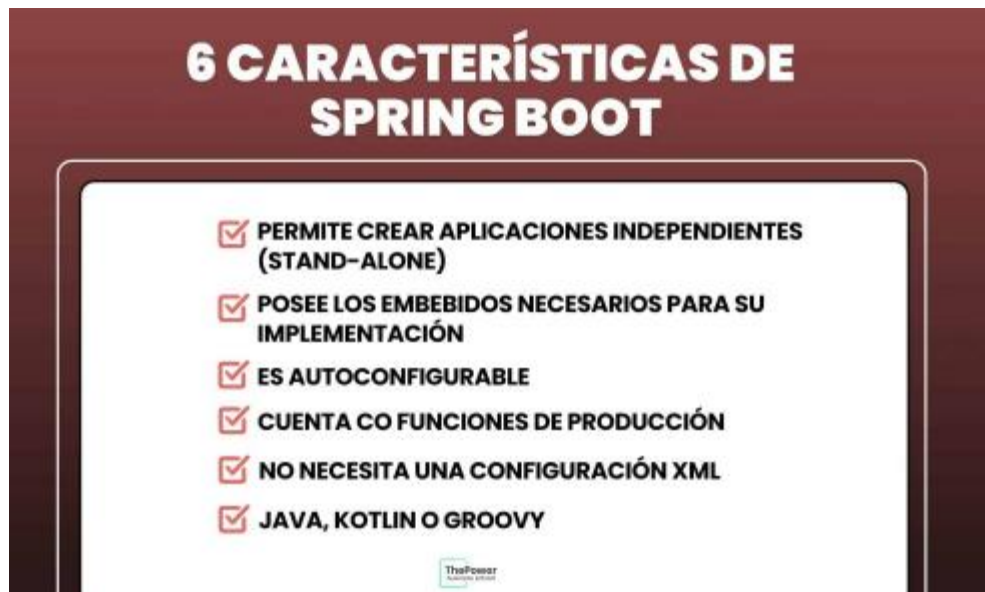 6 CARACTERÍSTICAS DE
SPRING BOOT
PERMITE CREAR APLICACIONES INDEPENDIENTES
(STAND-ALONE)
POSEE LOS EMBEBIDOS NECESARIOS PARA SU
IMPLEMENTACIÓN
ES AUTOCONFIGURABLE
CUENTA CO FUNCIONES DE PRODUCCIÓN
NO NECESITA UNA CONFIGURACIÓN XML
JAVA, KOTLIN O GROOVY
ThePower